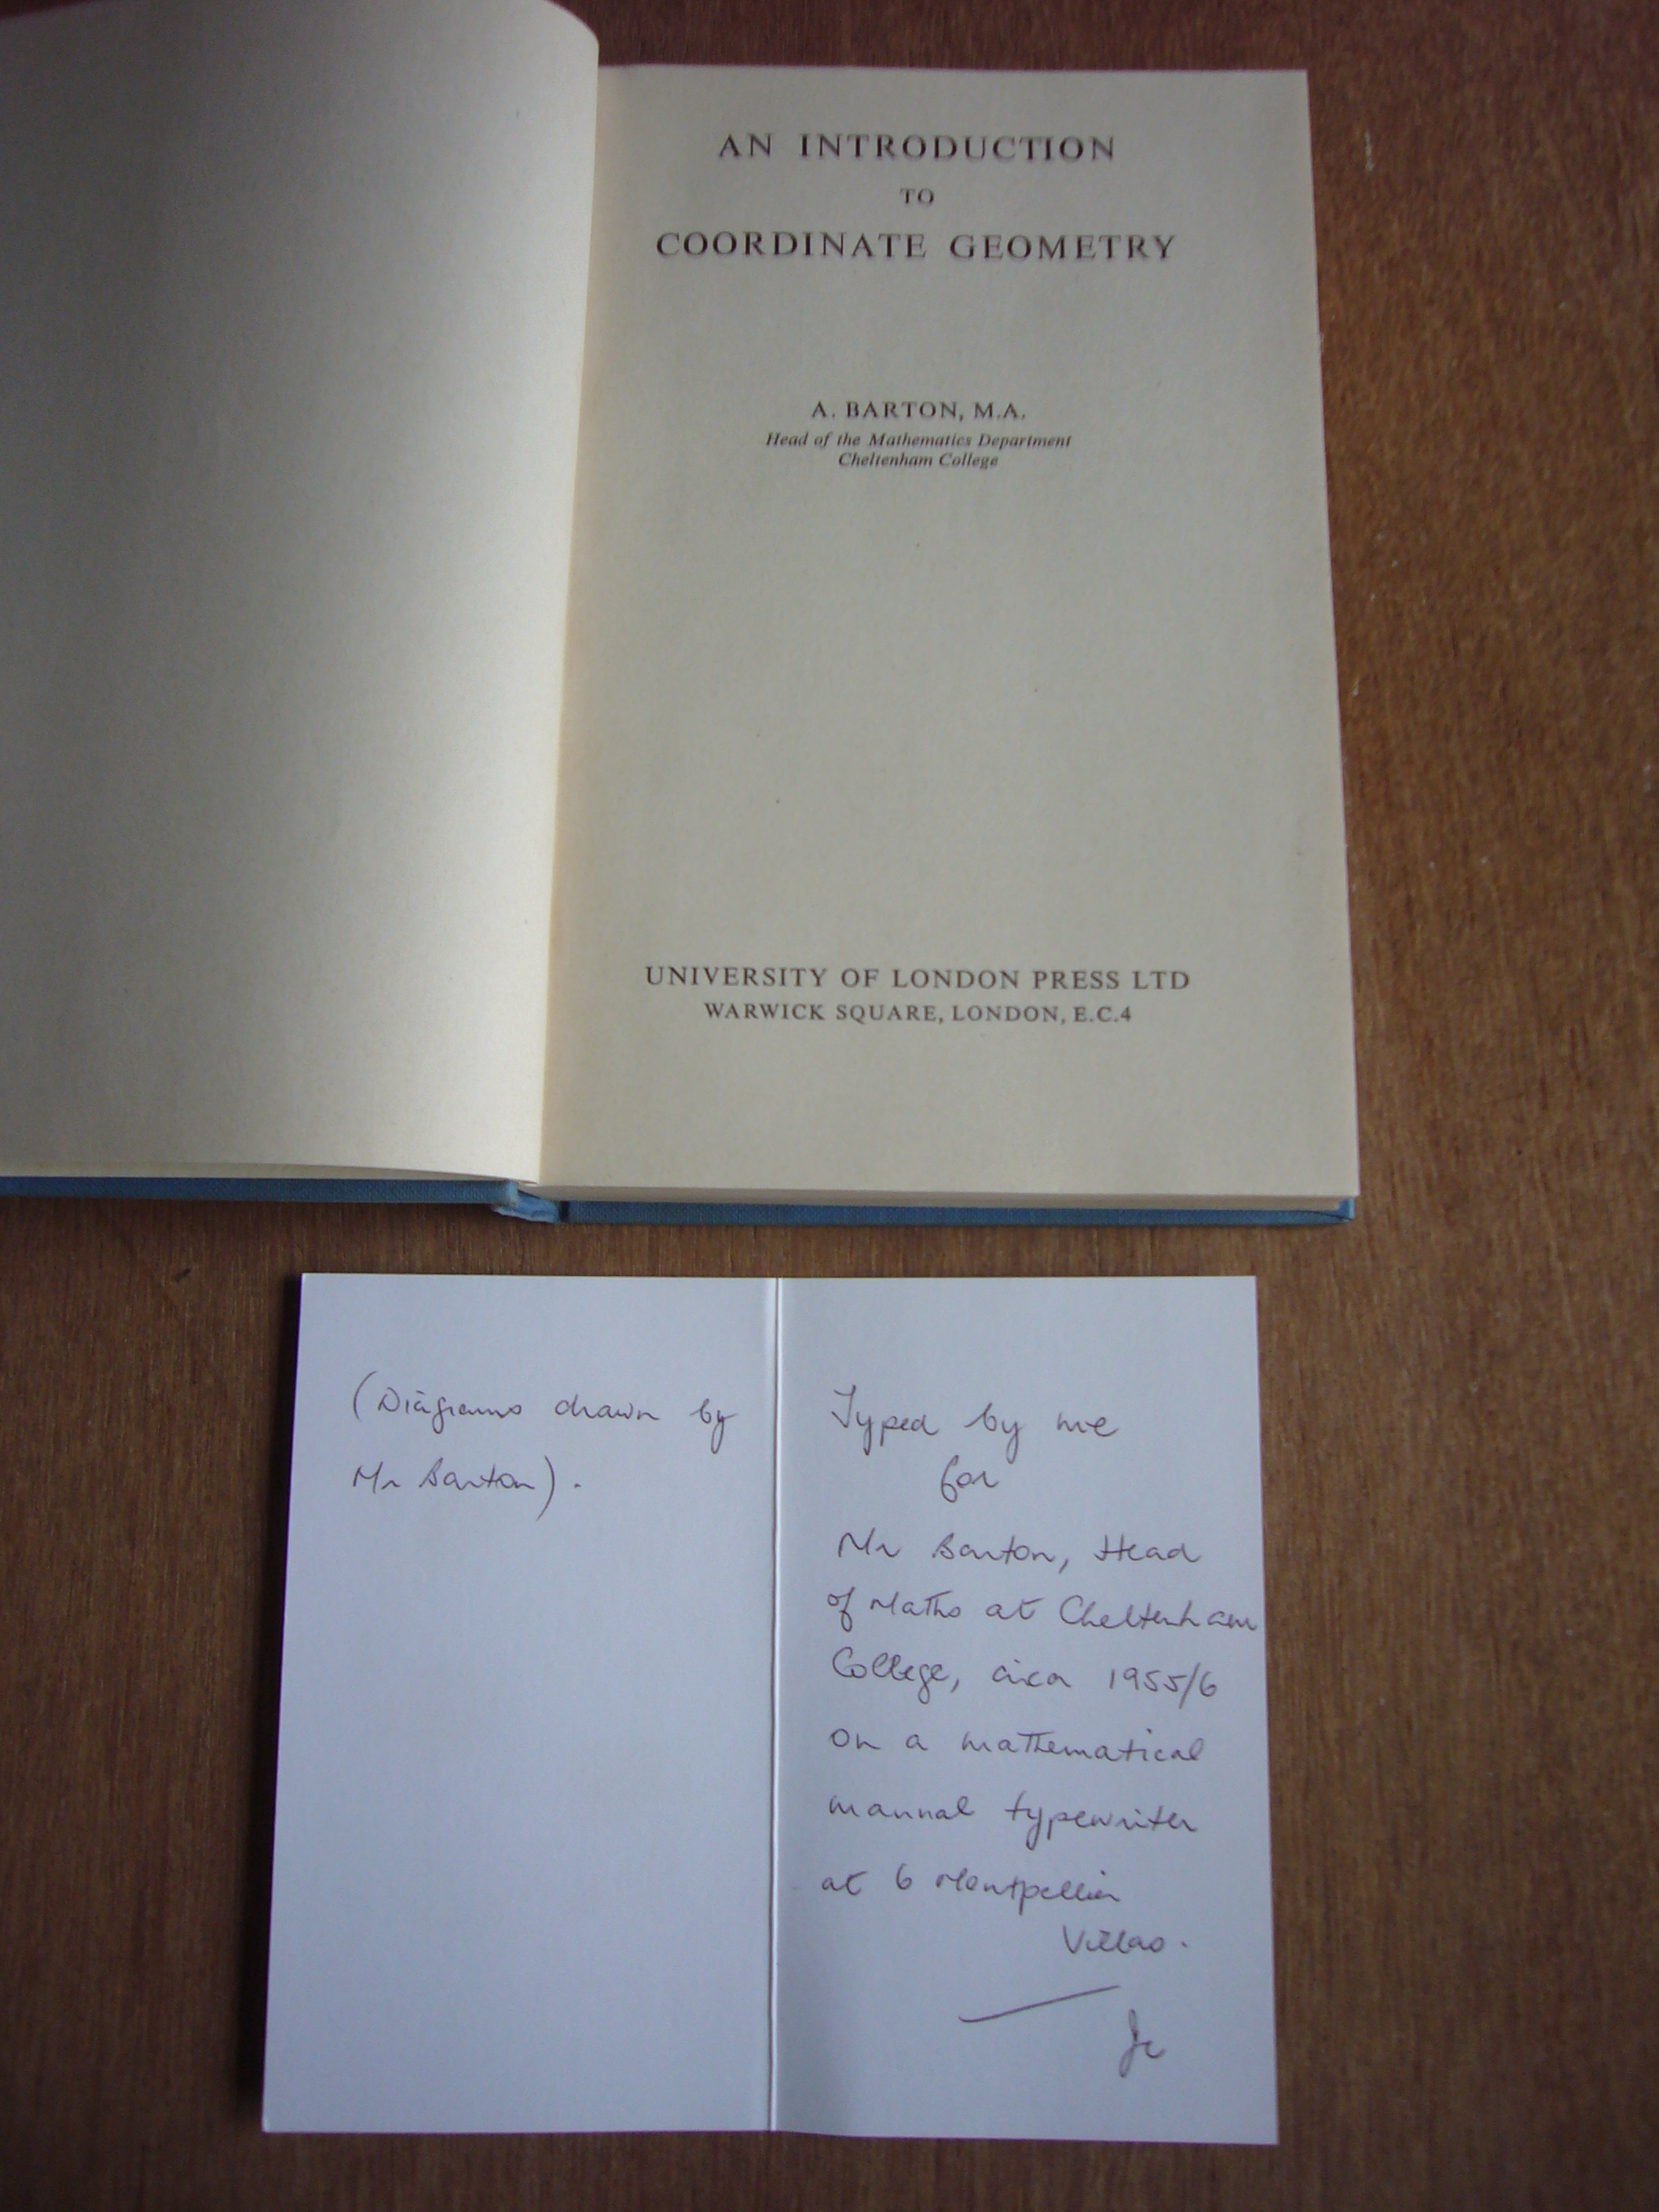 AN INTRODUCTION
TO
COORDINATE GEOMETRY
A. BARTON, M.A.
Head of the Mathematics Department
Cheltenham College
UNIVERSITY OF LONDON PRESS LTD
WARWICK SQUARE, LONDON, E.C.4
(Diagrams drawn by
Mr Barton).
Typed by me
for
Mr Barton, Head
of Maths at Cheltenham
College, circa 1955/6
on a mathematical
manual typewriter
at 6 Montpellier
Villas.